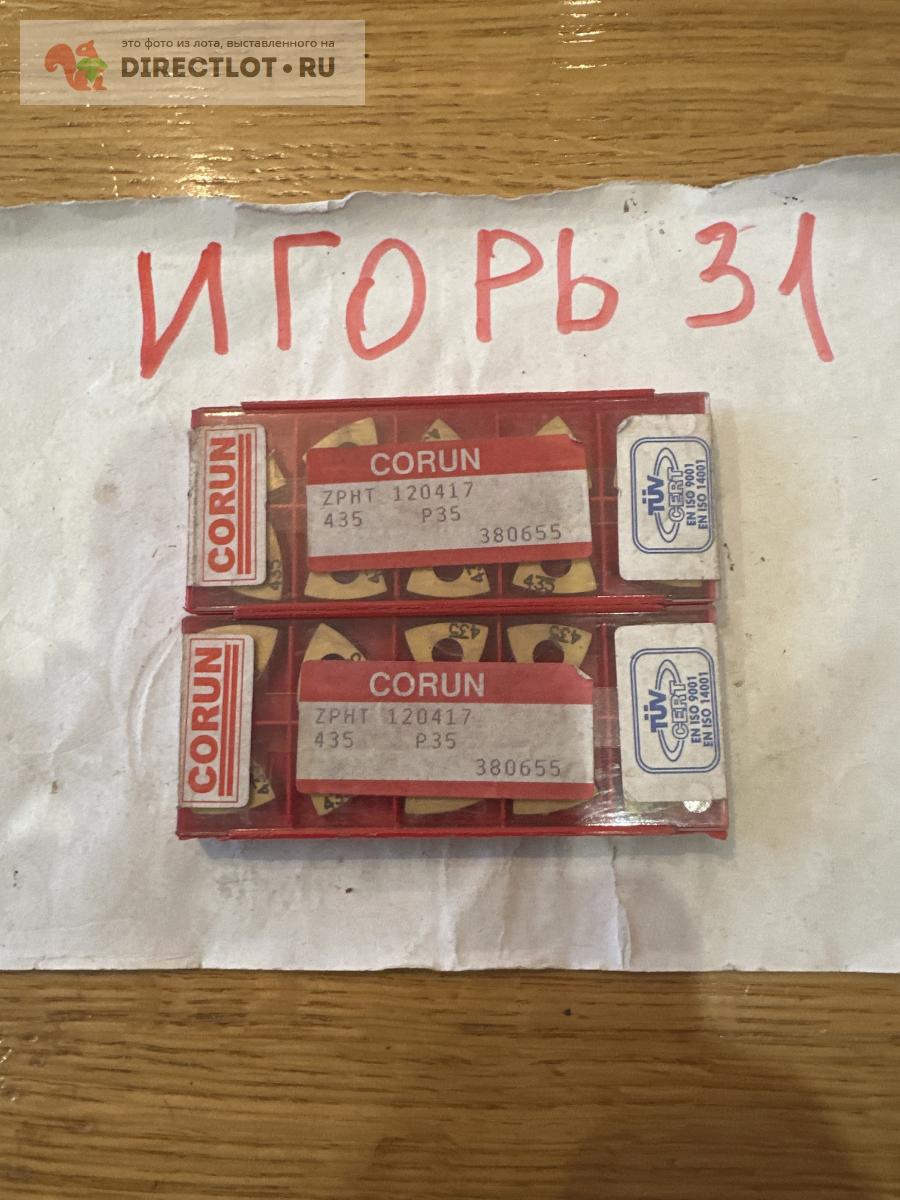 это фото из лота, выставленного на
DIRECTLOT•RU
ИГОРЬ 31
CORUN
CORUN
ZPHT 120417
435 P35
380655
TÜV
CERT
EN ISO 9001
EN ISO 14001
435
435
435
435
CORUN
CORUN
ZPHT 120417
435 P35
380655
TÜV
CERT
EN ISO 9001
EN ISO 14001